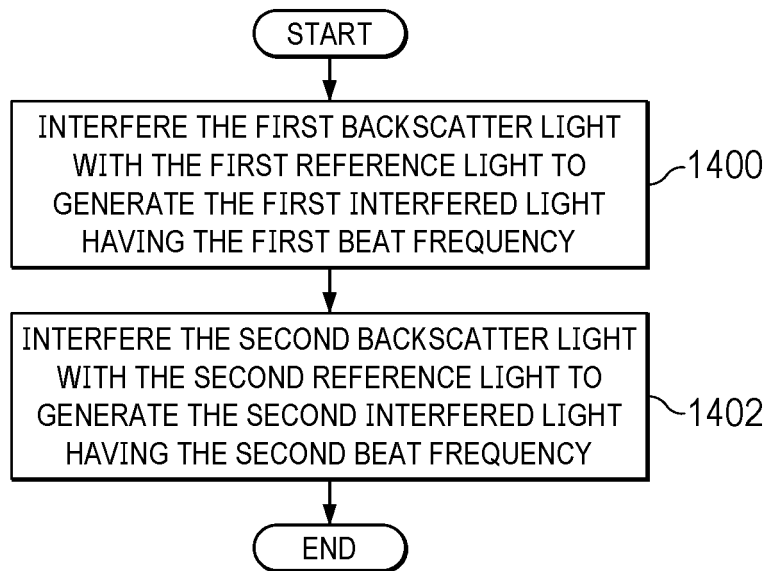 START
INTERFERE THE FIRST BACKSCATTER LIGHT
WITH THE FIRST REFERENCE LIGHT TO
GENERATE THE FIRST INTERFERED LIGHT
HAVING THE FIRST BEAT FREQUENCY
1400
INTERFERE THE SECOND BACKSCATTER LIGHT
WITH THE SECOND REFERENCE LIGHT TO
GENERATE THE SECOND INTERFERED LIGHT
HAVING THE SECOND BEAT FREQUENCY
1402
END